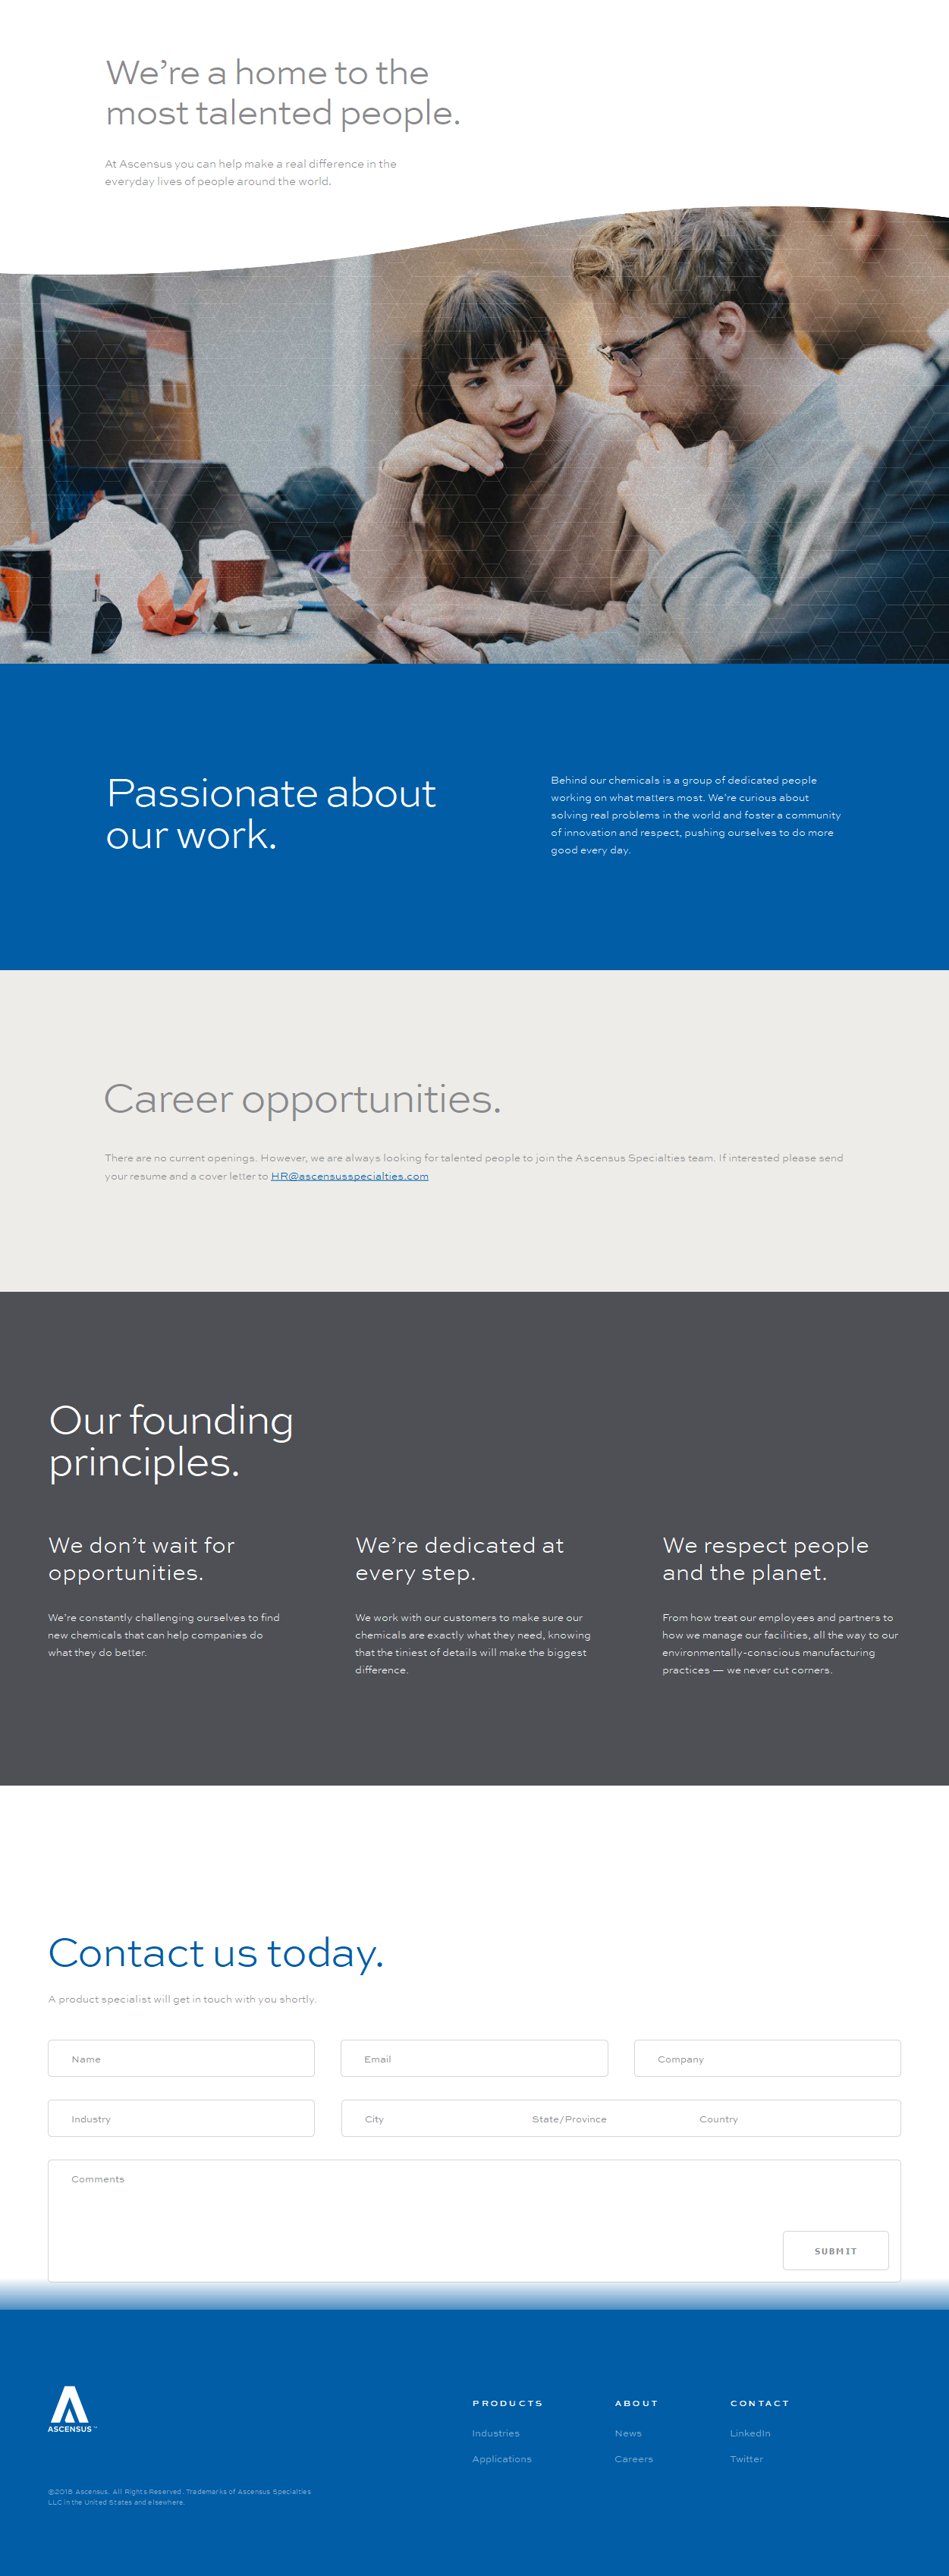 We're a home to the
most talented people.
At Ascensus you can help make a real difference in the
everyday lives of people around the world.
Passionate about
our work.
Behind our chemicals is a group of dedicated people
working on what matters most. We're curious about
solving real problems in the world and foster a community
of innovation and respect, pushing ourselves to do more
good every day.
Career opportunities.
There are no current openings. However, we are always looking for talented people to join the Ascensus Specialties team. If interested please send
your resume and a cover letter to HR@ascensusspecialties.com
Our founding
principles.
We don't wait for
opportunities.
We're constantly challenging ourselves to find
new chemicals that can help companies do
what they do better.
We're dedicated at
every step.
We work with our customers to make sure our
chemicals are exactly what they need, knowing
that the tiniest of details will make the biggest
difference.
We respect people
and the planet.
From how treat our employees and partners to
how we manage our facilities, all the way to our
environmentally-conscious manufacturing
practices — we never cut corners.
Contact us today.
A product specialist will get in touch with you shortly.
Name
Email
Company
Industry
City
State/Province
Country
Comments
SUBMIT
ASCENSUS™
PRODUCTS
Industries
Applications
ABOUT
News
Careers
CONTACT
LinkedIn
Twitter
©2018 Ascensus. All Rights Reserved. Trademarks of Ascensus Specialties
LLC in the United States and elsewhere.